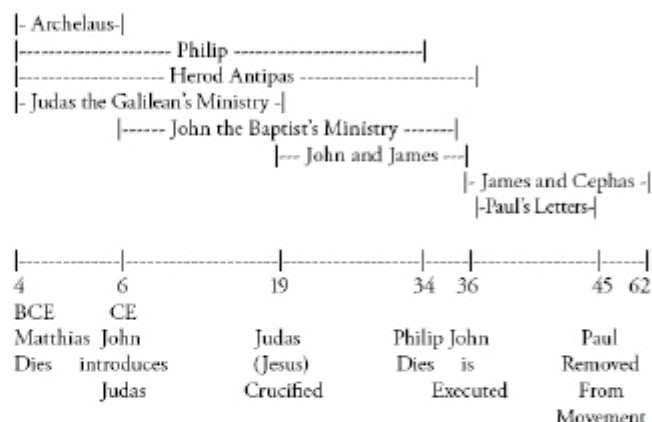 |- Archelaus-|
|--------------------- Philip --------------------------|
|-------------------- Herod Antipas ------------------------|
|- Judas the Galilean's Ministry -|
|------ John the Baptist's Ministry -------|
|--- John and James ---|
|- James and Cephas -|
|-Paul's Letters-|
4 6 19 34 36 45 62
BCE CE
Matthias John Judas Philip John Paul
Dies introduces (Jesus) Dies is Removed
Judas Crucified Executed From
Movement